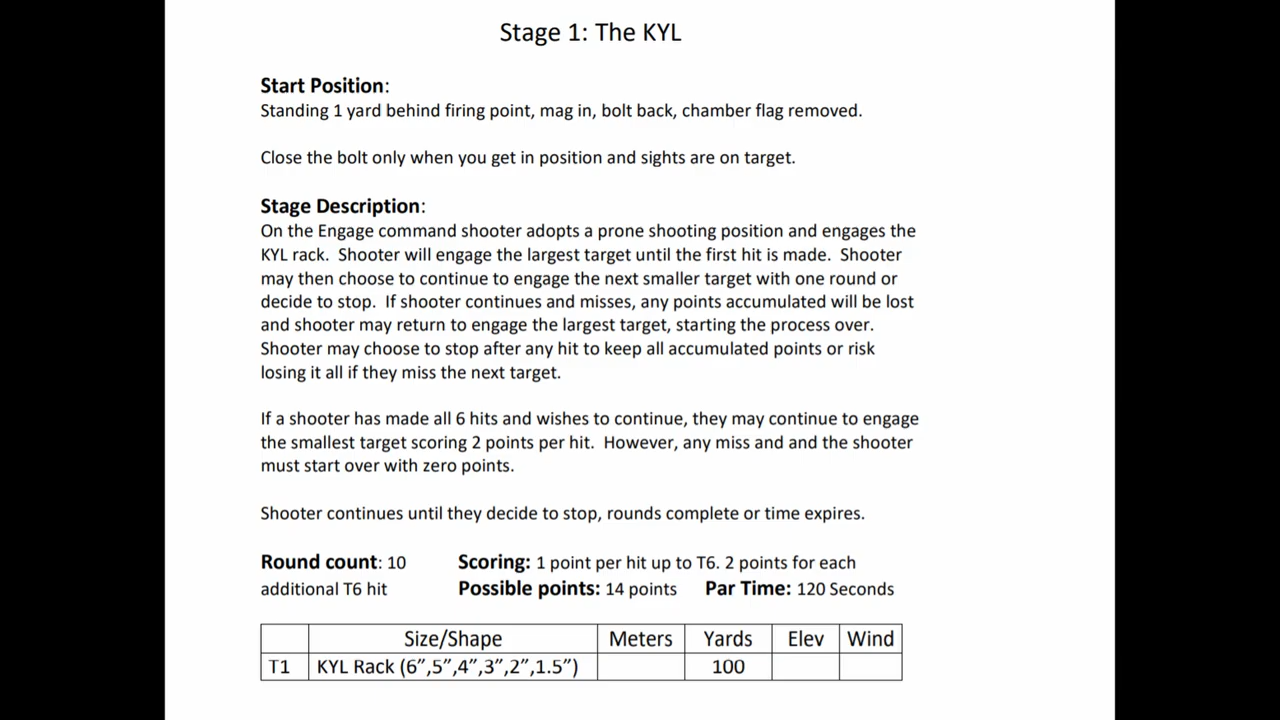 Stage 1: The KYL
Start Position:
Standing 1 yard behind firing point, mag in, bolt back, chamber flag removed.
Close the bolt only when you get in position and sights are on target.
Stage Description:
On the Engage command shooter adopts a prone shooting position and engages the
KYL rack.  Shooter will engage the largest target until the first hit is made.  Shooter
may then choose to continue to engage the next smaller target with one round or
decide to stop.  If shooter continues and misses, any points accumulated will be lost
and shooter may return to engage the largest target, starting the process over.
Shooter may choose to stop after any hit to keep all accumulated points or risk
losing it all if they miss the next target.
If a shooter has made all 6 hits and wishes to continue, they may continue to engage
the smallest target scoring 2 points per hit.  However, any miss and and the shooter
must start over with zero points.
Shooter continues until they decide to stop, rounds complete or time expires.
Round count: 10 Scoring: 1 point per hit up to T6. 2 points for each
additional T6 hit Possible points: 14 points Par Time: 120 Seconds
Size/Shape Meters Yards Elev Wind
T1 KYL Rack (6”,5”,4”,3”,2”,1.5”) 100